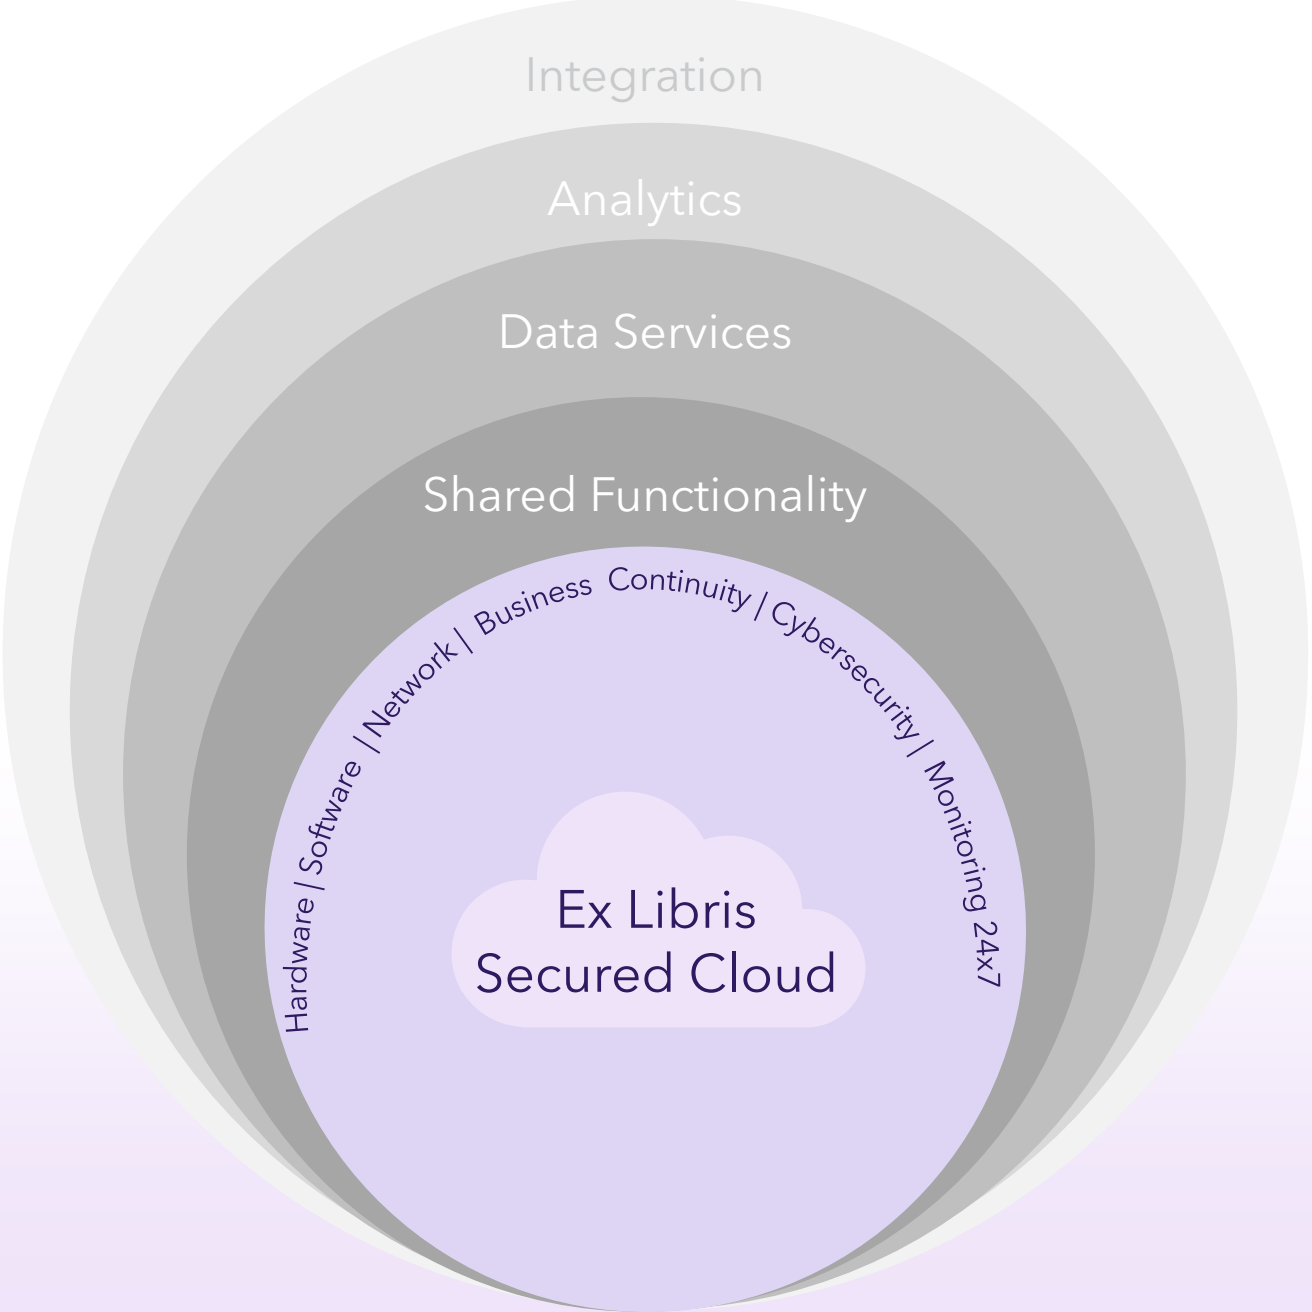 Integration
Analytics
Data Services
Shared Functionality
Hardware | Software | Network | Business Continuity | Cybersecurity | Monitoring 24x7
Ex Libris
Secured Cloud